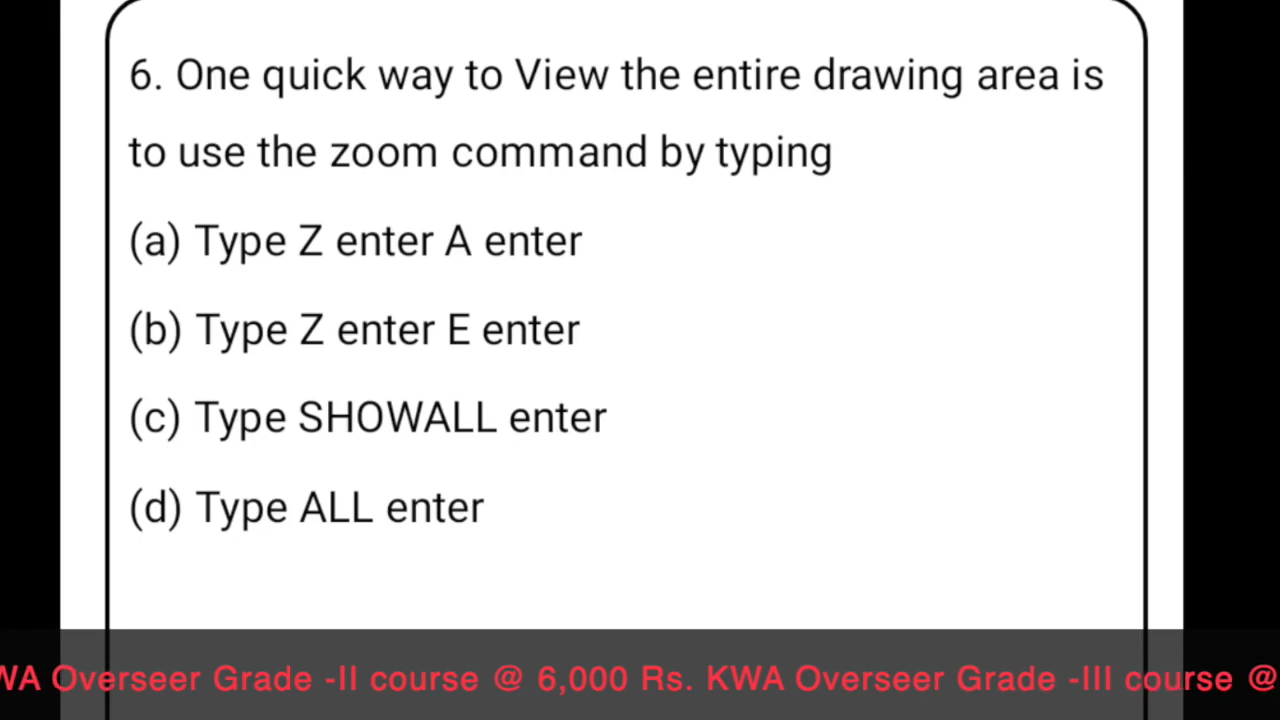 6. One quick way to View the entire drawing area is
to use the zoom command by typing
(a) Type Z enter A enter
(b) Type Z enter E enter
(c) Type SHOWALL enter
(d) Type ALL enter
WA Overseer Grade -II course @ 6,000 Rs. KWA Overseer Grade -III course @